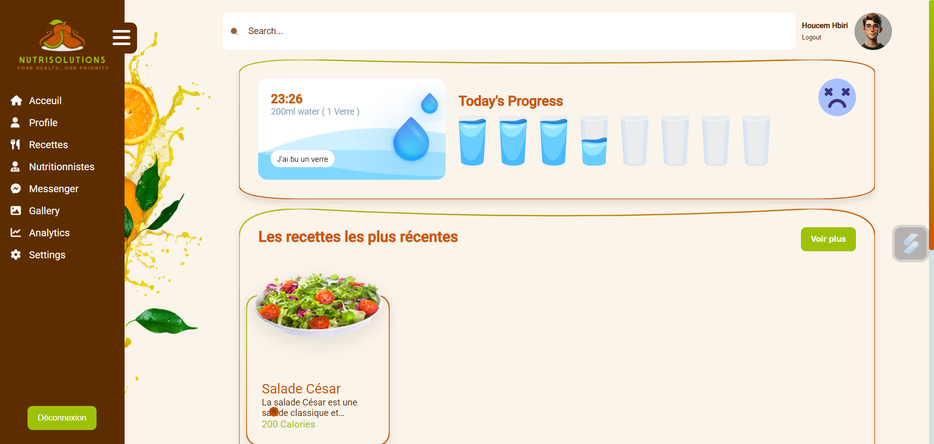 NUTRISOLUTIONS
YOUR HEALTH, OUR PRIORITY
Acceuil
Profile
Recettes
Nutritionnistes
Messenger
Gallery
Analytics
Settings
Déconnexion
Search...
Houcem Hbiri
Logout
23:26
200ml water ( 1 Verre )
J'ai bu un verre
Today's Progress
Les recettes les plus récentes
Voir plus
Salade César
La salade César est une
salade classique et...
200 Calories